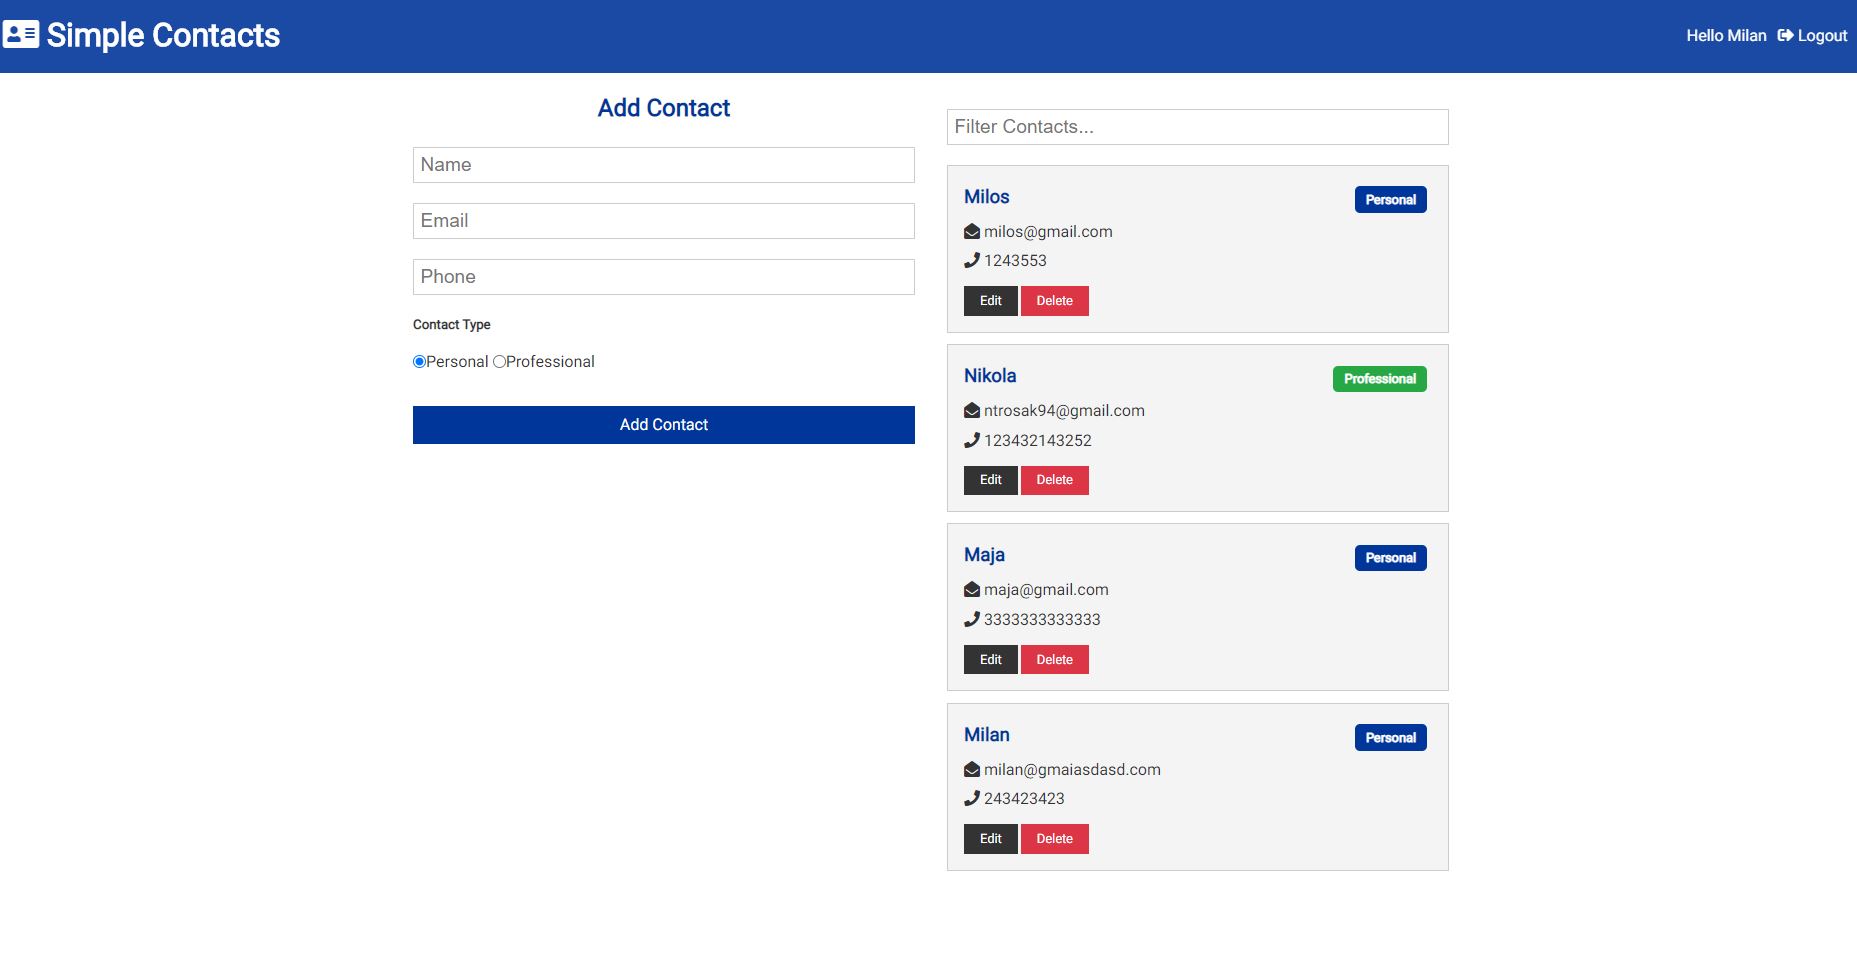 Simple Contacts
Hello Milan Logout
Add Contact
Name
Email
Phone
Contact Type
Personal Professional
Add Contact
Filter Contacts...
Milos
Personal
milos@gmail.com
1243553
Edit Delete
Nikola
Professional
ntrosak94@gmail.com
123432143252
Edit Delete
Maja
Personal
maja@gmail.com
3333333333333
Edit Delete
Milan
Personal
milan@gmaiasdasd.com
243423423
Edit Delete